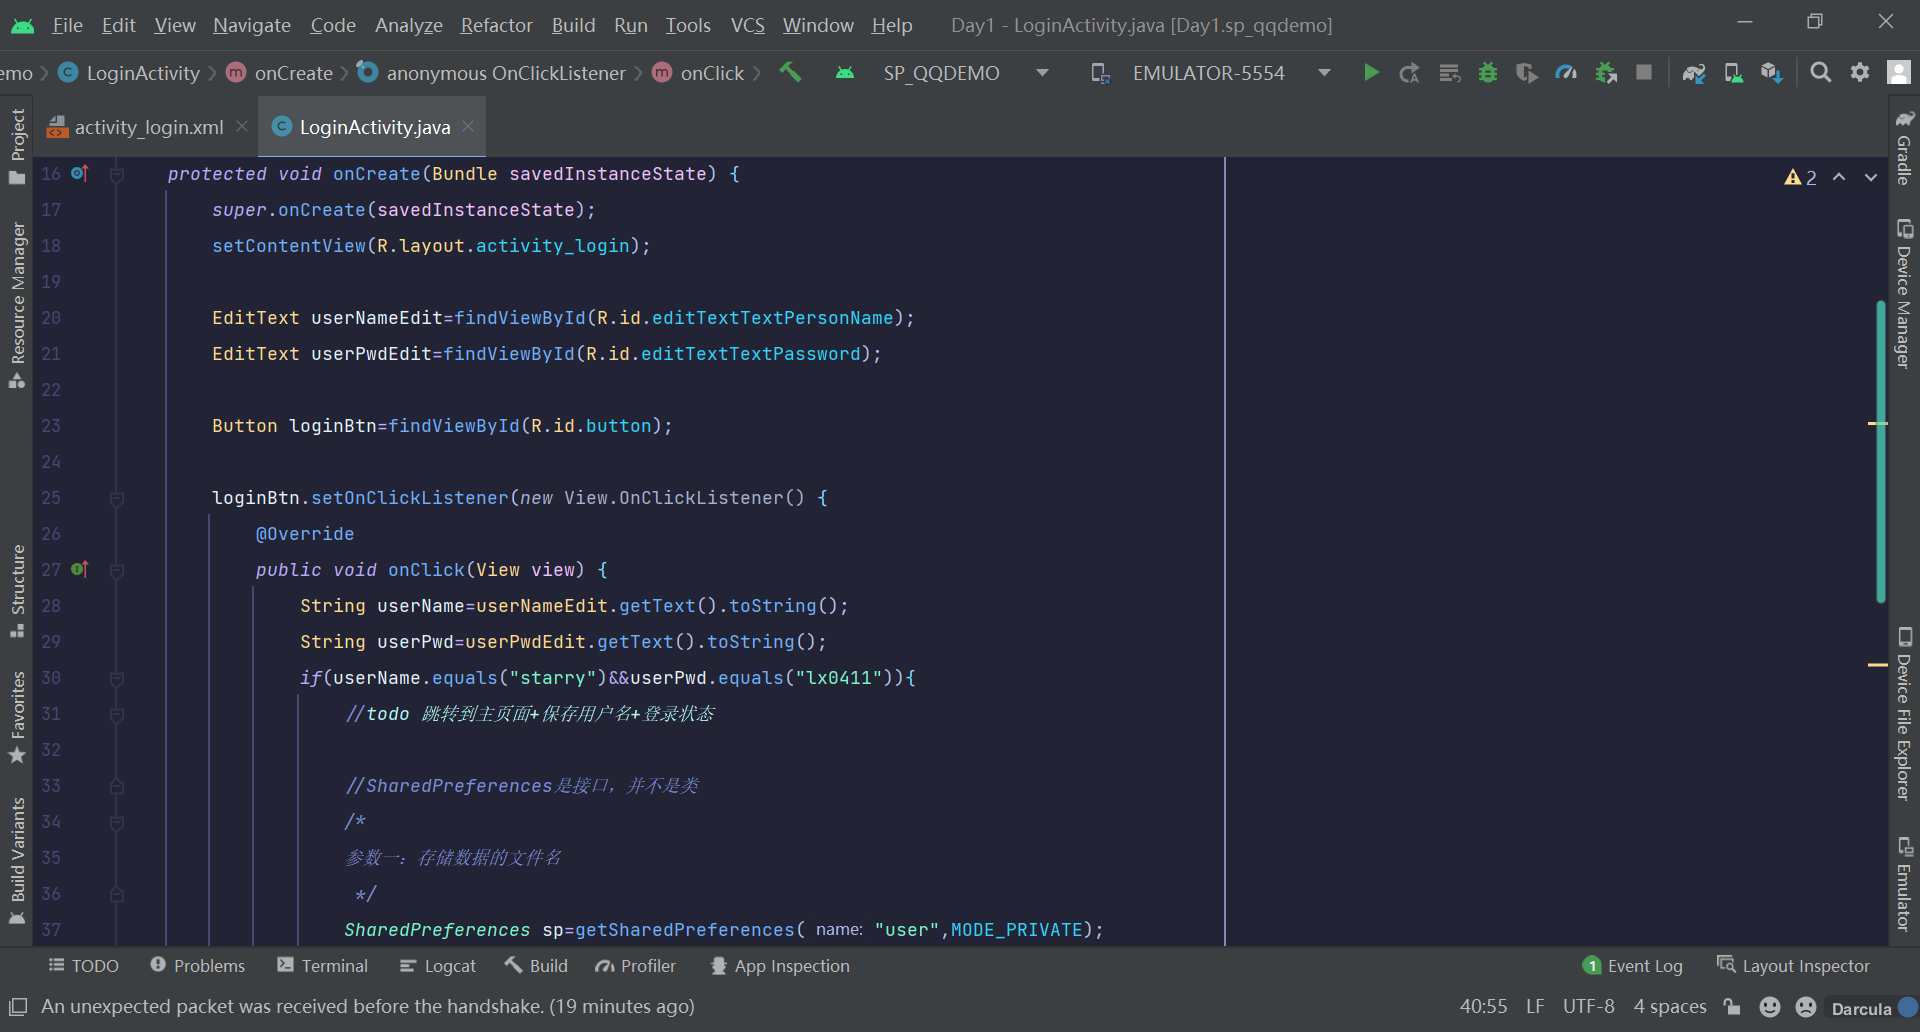 File Edit View Navigate Code Analyze Refactor Build Run Tools VCS Window Help Day1 - LoginActivity.java [Day1.sp_qqdemo]
emo LoginActivity onCreate anonymous OnClickListener onClick SP_QQDEMO EMULATOR-5554
activity_login.xml LoginActivity.java
Project
Resource Manager
Structure
Favorites
Build Variants
16 protected void onCreate(Bundle savedInstanceState) {
17 super.onCreate(savedInstanceState);
18 setContentView(R.layout.activity_login);
19
20 EditText userNameEdit=findViewById(R.id.editTextTextPersonName);
21 EditText userPwdEdit=findViewById(R.id.editTextTextPassword);
22
23 Button loginBtn=findViewById(R.id.button);
24
25 loginBtn.setOnClickListener(new View.OnClickListener() {
26 @Override
27 public void onClick(View view) {
28 String userName=userNameEdit.getText().toString();
29 String userPwd=userPwdEdit.getText().toString();
30 if(userName.equals("starry")&&userPwd.equals("lx0411")){
31 //todo 跳转到主页面+保存用户名+登录状态
32
33 //SharedPreferences是接口，并不是类
34 /*
35 参数一：存储数据的文件名
36 */
37 SharedPreferences sp=getSharedPreferences( name: "user",MODE_PRIVATE);
2
Gradle
Device Manager
Device File Explorer
Emulator
TODO Problems Terminal Logcat Build Profiler App Inspection 1 Event Log Layout Inspector
An unexpected packet was received before the handshake. (19 minutes ago) 40:55 LF UTF-8 4 spaces Darcula